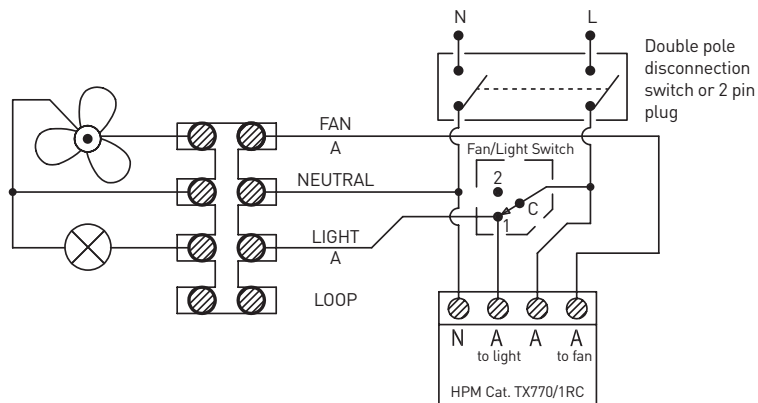 N L
Double pole
disconnection
switch or 2 pin
plug
FAN
A
Fan/Light Switch
2
NEUTRAL
C
1
LIGHT
A
LOOP
N A A A
to light to fan
HPM Cat. TX770/1RC